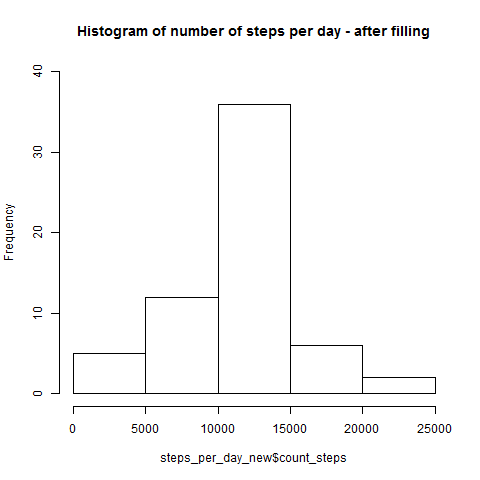 Histogram of number of steps per day - after filling
Frequency
40
30
20
10
0
0 5000 10000 15000 20000 25000
steps_per_day_new$count_steps